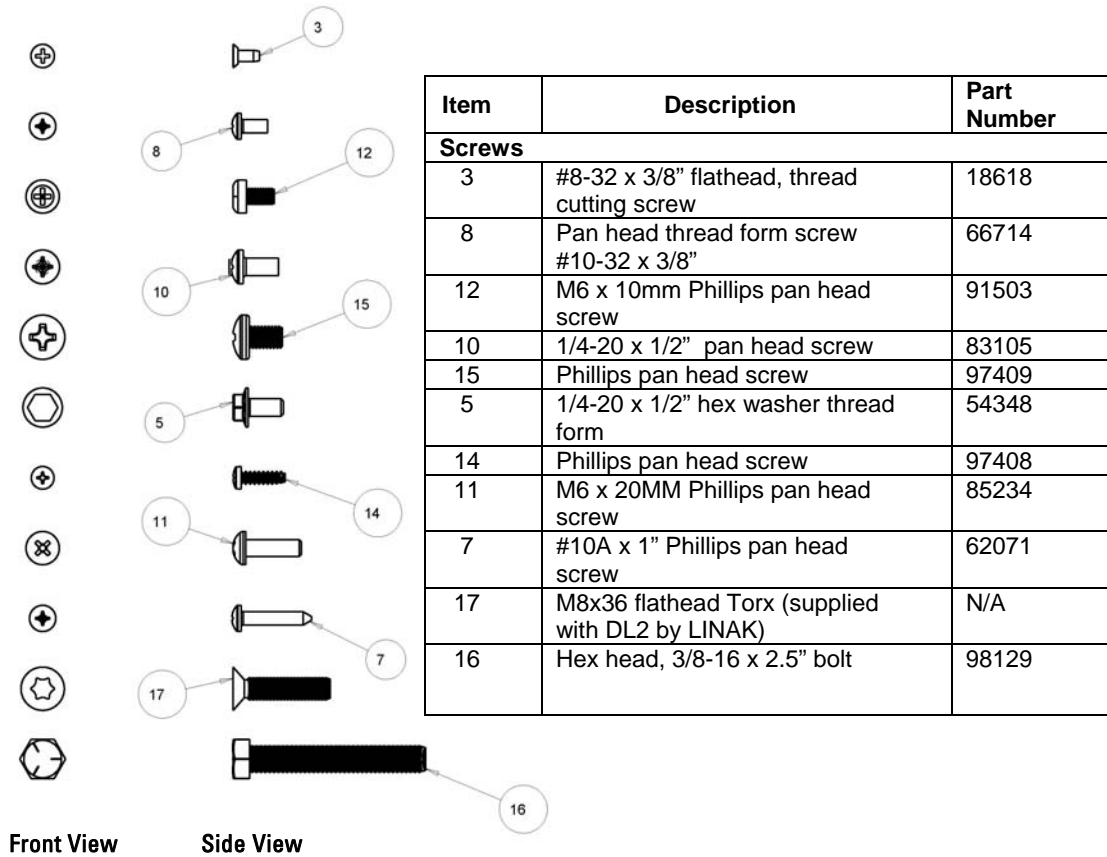 3
8
12
10
15
5
14
11
7
17
16
Front View Side View
Item Description Part
Number
Screws
3 #8-32 x 3/8” flathead, thread 18618
cutting screw
8 Pan head thread form screw 66714
#10-32 x 3/8”
12 M6 x 10mm Phillips pan head 91503
screw
10 1/4-20 x 1/2” pan head screw 83105
15 Phillips pan head screw 97409
5 1/4-20 x 1/2” hex washer thread 54348
form
14 Phillips pan head screw 97408
11 M6 x 20MM Phillips pan head 85234
screw
7 #10A x 1” Phillips pan head 62071
screw
17 M8x36 flathead Torx (supplied N/A
with DL2 by LINAK)
16 Hex head, 3/8-16 x 2.5” bolt 98129